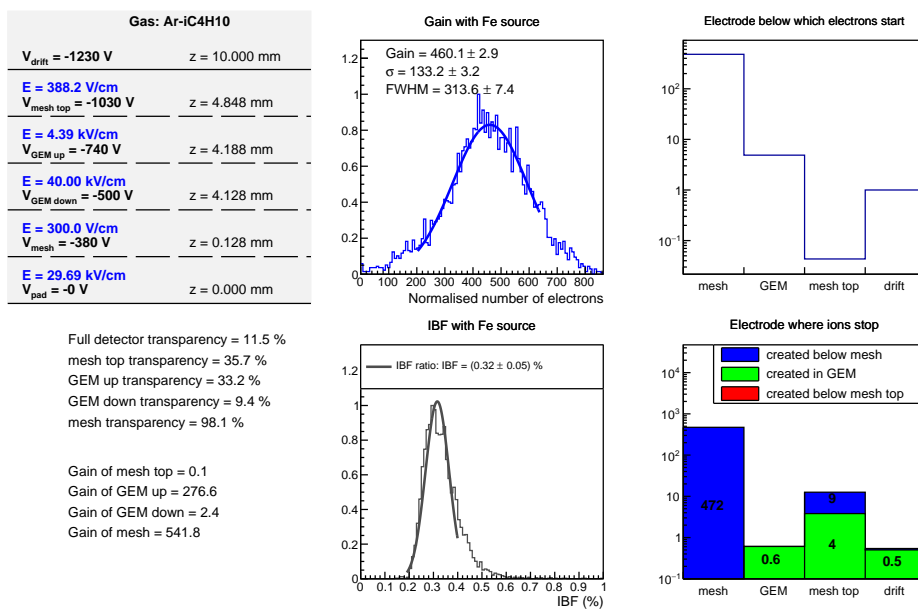 Gas: Ar-iC4H10
Vdrift = -1230 V z = 10.000 mm
E = 388.2 V/cm
Vmesh top = -1030 V z = 4.848 mm
E = 4.39 kV/cm
VGEM up = -740 V z = 4.188 mm
E = 40.00 kV/cm
VGEM down = -500 V z = 4.128 mm
E = 300.0 V/cm
Vmesh = -380 V z = 0.128 mm
E = 29.69 kV/cm
Vpad = -0 V z = 0.000 mm
Full detector transparency = 11.5 %
mesh top transparency = 35.7 %
GEM up transparency = 33.2 %
GEM down transparency = 9.4 %
mesh transparency = 98.1 %
Gain of mesh top = 0.1
Gain of GEM up = 276.6
Gain of GEM down = 2.4
Gain of mesh = 541.8
Gain with Fe source
Gain = 460.1 ± 2.9
σ = 133.2 ± 3.2
FWHM = 313.6 ± 7.4
1.2
1
0.8
0.6
0.4
0.2
0
0 100 200 300 400 500 600 700 800
Normalised number of electrons
Electrode below which electrons start
10²
10
1
10⁻¹
mesh GEM mesh top drift
IBF with Fe source
IBF ratio: IBF = (0.32 ± 0.05) %
1.2
1
0.8
0.6
0.4
0.2
0
0 0.1 0.2 0.3 0.4 0.5 0.6 0.7 0.8 0.9 1
IBF (%)
Electrode where ions stop
created below mesh
created in GEM
created below mesh top
10⁴
10³
10²
10
1
10⁻¹
472
0.6
9
4
0.5
mesh GEM mesh top drift